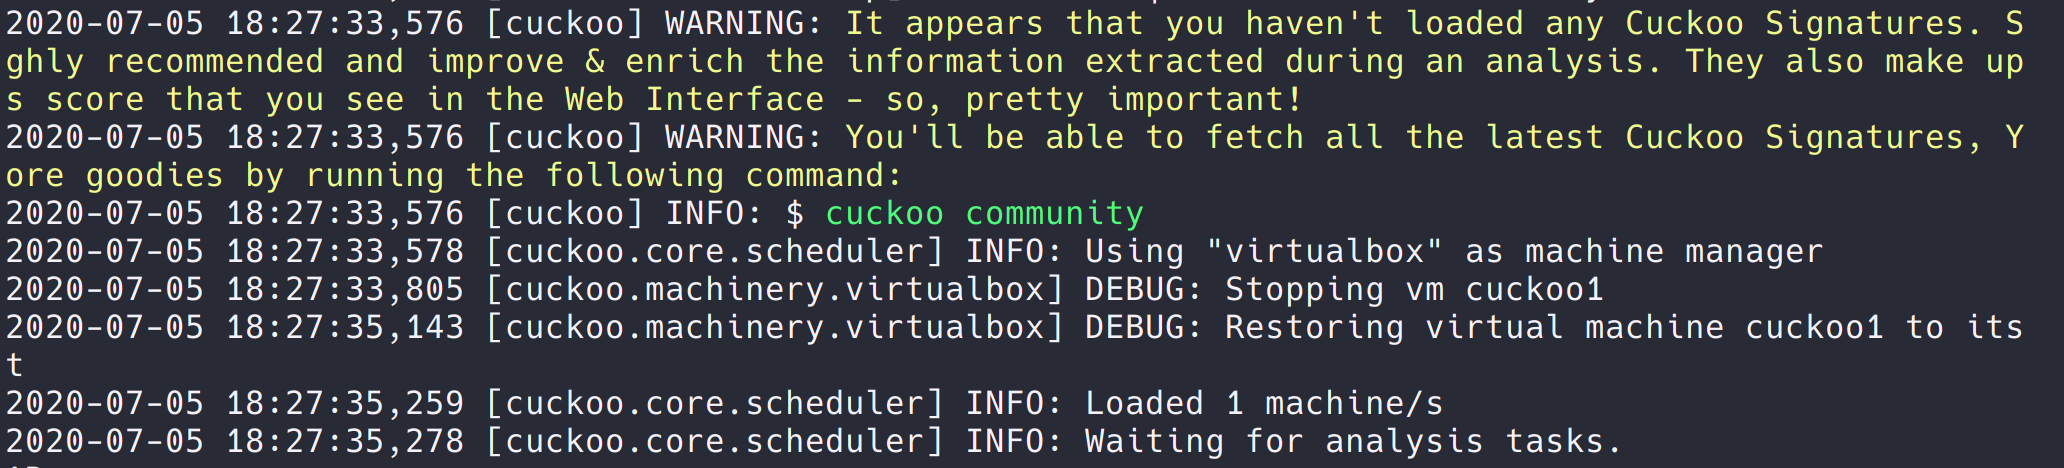 2020-07-05 18:27:33,576 [cuckoo] WARNING: It appears that you haven't loaded any Cuckoo Signatures. S
ghly recommended and improve & enrich the information extracted during an analysis. They also make up
s score that you see in the Web Interface - so, pretty important!
2020-07-05 18:27:33,576 [cuckoo] WARNING: You'll be able to fetch all the latest Cuckoo Signatures, Y
ore goodies by running the following command:
2020-07-05 18:27:33,576 [cuckoo] INFO: $ cuckoo community
2020-07-05 18:27:33,578 [cuckoo.core.scheduler] INFO: Using "virtualbox" as machine manager
2020-07-05 18:27:33,805 [cuckoo.machinery.virtualbox] DEBUG: Stopping vm cuckoo1
2020-07-05 18:27:35,143 [cuckoo.machinery.virtualbox] DEBUG: Restoring virtual machine cuckoo1 to its
t
2020-07-05 18:27:35,259 [cuckoo.core.scheduler] INFO: Loaded 1 machine/s
2020-07-05 18:27:35,278 [cuckoo.core.scheduler] INFO: Waiting for analysis tasks.